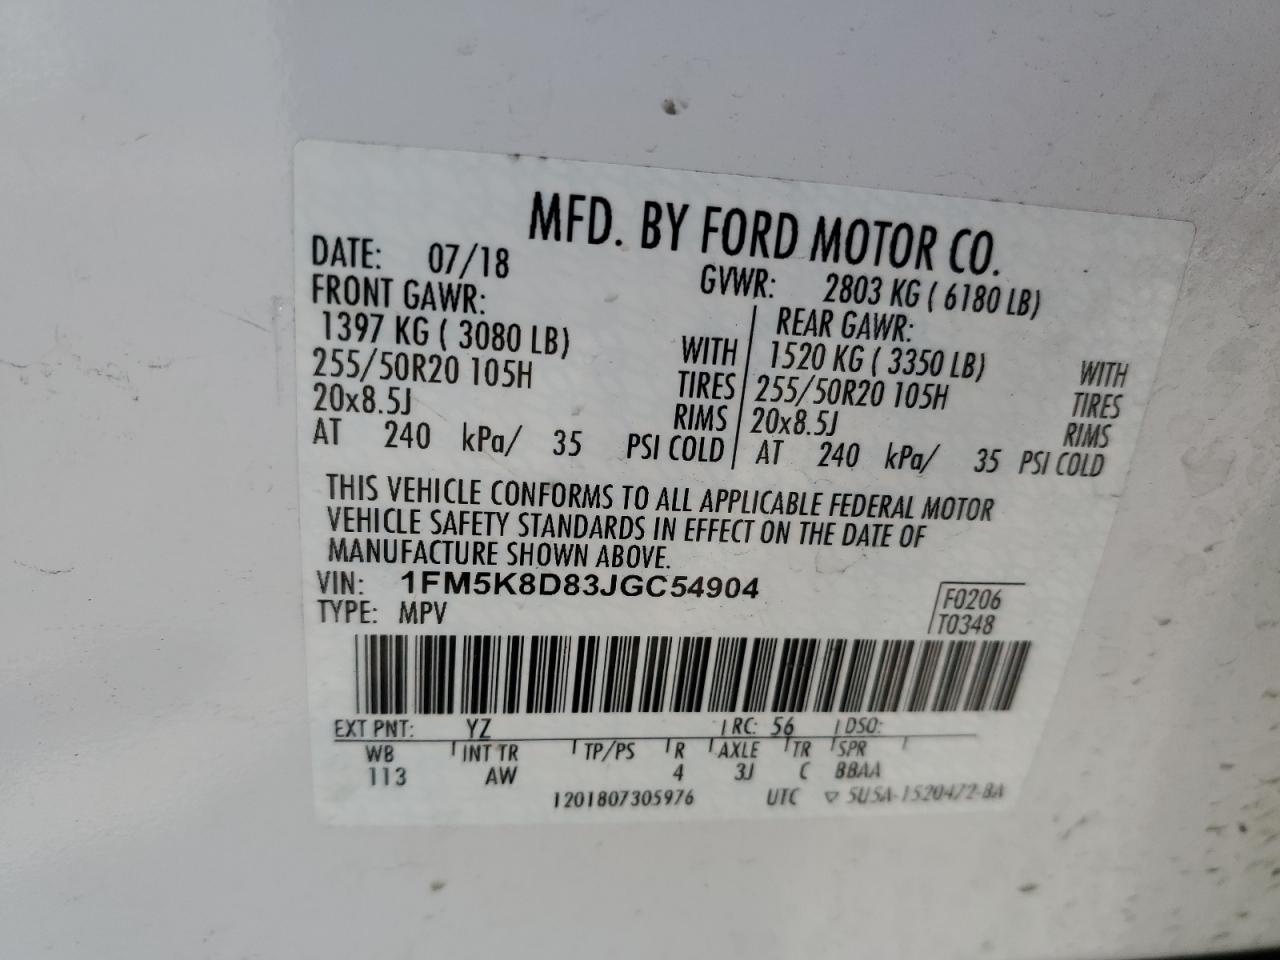 MFD. BY FORD MOTOR CO.
DATE: 07/18 GVWR: 2803 KG ( 6180 LB)
FRONT GAWR: REAR GAWR:
1397 KG ( 3080 LB) WITH 1520 KG ( 3350 LB) WITH
255/50R20 105H TIRES 255/50R20 105H TIRES
20x8.5J RIMS 20x8.5J RIMS
AT 240 kPa/ 35 PSI COLD AT 240 kPa/ 35 PSI COLD
THIS VEHICLE CONFORMS TO ALL APPLICABLE FEDERAL MOTOR
VEHICLE SAFETY STANDARDS IN EFFECT ON THE DATE OF
MANUFACTURE SHOWN ABOVE.
VIN: 1FM5K8D83JGC54904
TYPE: MPV
F0206
T0348
EXT PNT: YZ RC: 56 DSO:
WB INT TR TP/PS R AXLE TR SPR
113 AW 4 3J C BBAA
1201807305976 UTC ▽ 5USA-1520472-BA